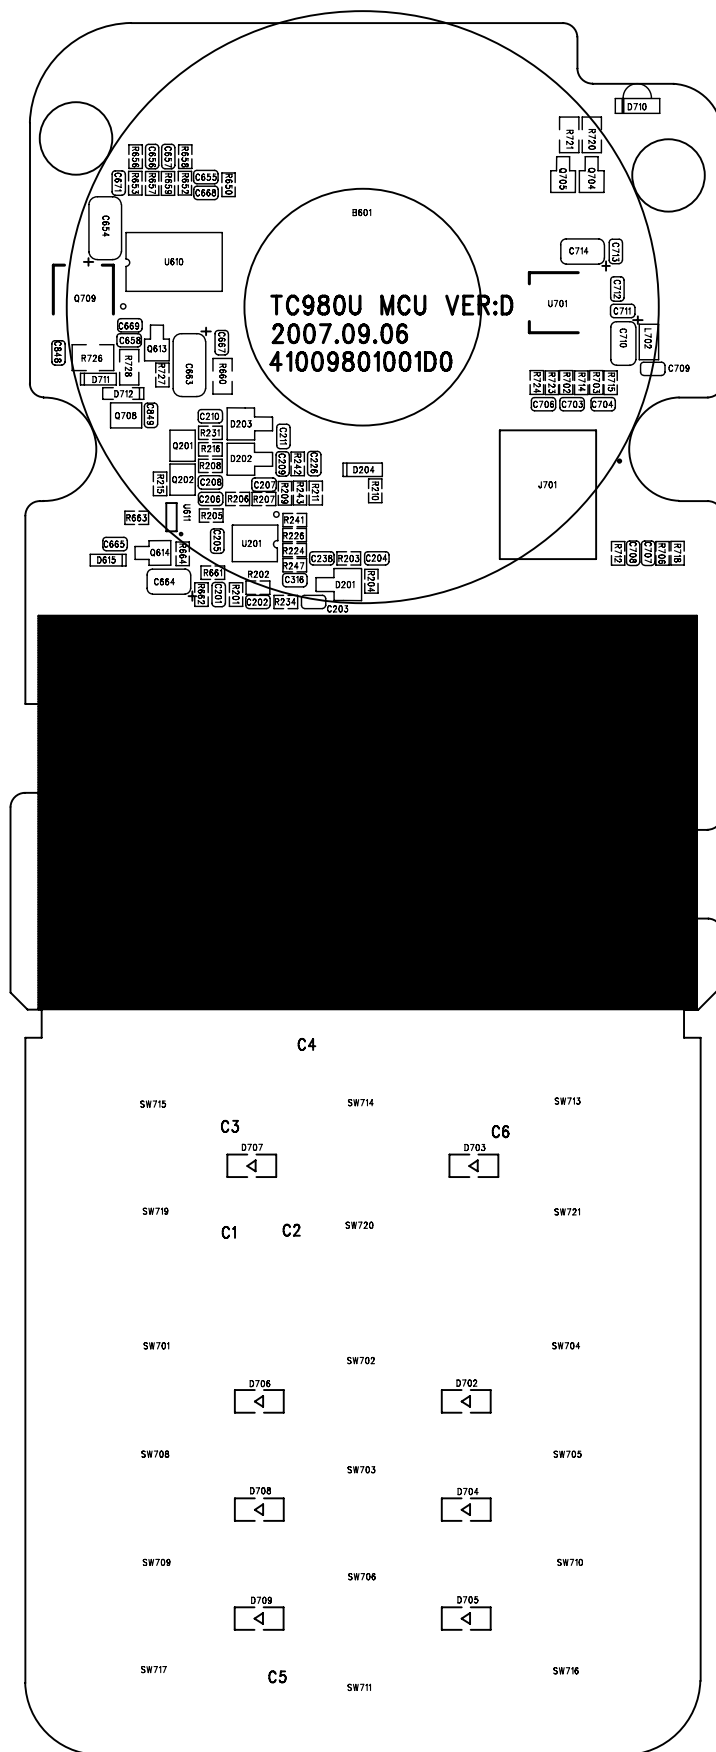 D710
R721 R720
R656 C656 C657 R658
C671 R653 R657 R659 R652 C655 R650
C668
Q705 Q704
B601
C654
U610
C714 C713
Q709
C712
U701
C711
TC980U MCU VER:D
2007.09.06
41009801001D0
C669
C658
C848
R726
Q613
C667
C710 L702
C709
D711
R728 R727
C663
R660
R724 R723 R702 R714 R703 R715
D712
C706 C703 C704
Q708 C849
C210
D203
R231
C211
Q201
R216
D202
C209 R242 C226
R208
D204
Q202
R215
C208
C207
R209 R243 R211
R210
J701
C206 R206 R207
U611
R663
R205
R241
R226
C205
U201
R224
C665
Q614
R664
R247
C238 R203 C204
R712 C708 C707 R706 R718
D615
C664
R661
R202
C316
D201
R204
R662 C201 R201
C202 R234
C203
C4
SW715 SW714 SW713
C3 C6
D707 D703
SW719 SW720 SW721
C1 C2
SW701 SW702 SW704
D706 D702
SW708 SW703 SW705
D708 D704
SW709 SW706 SW710
D709 D705
SW717 C5 SW711 SW716